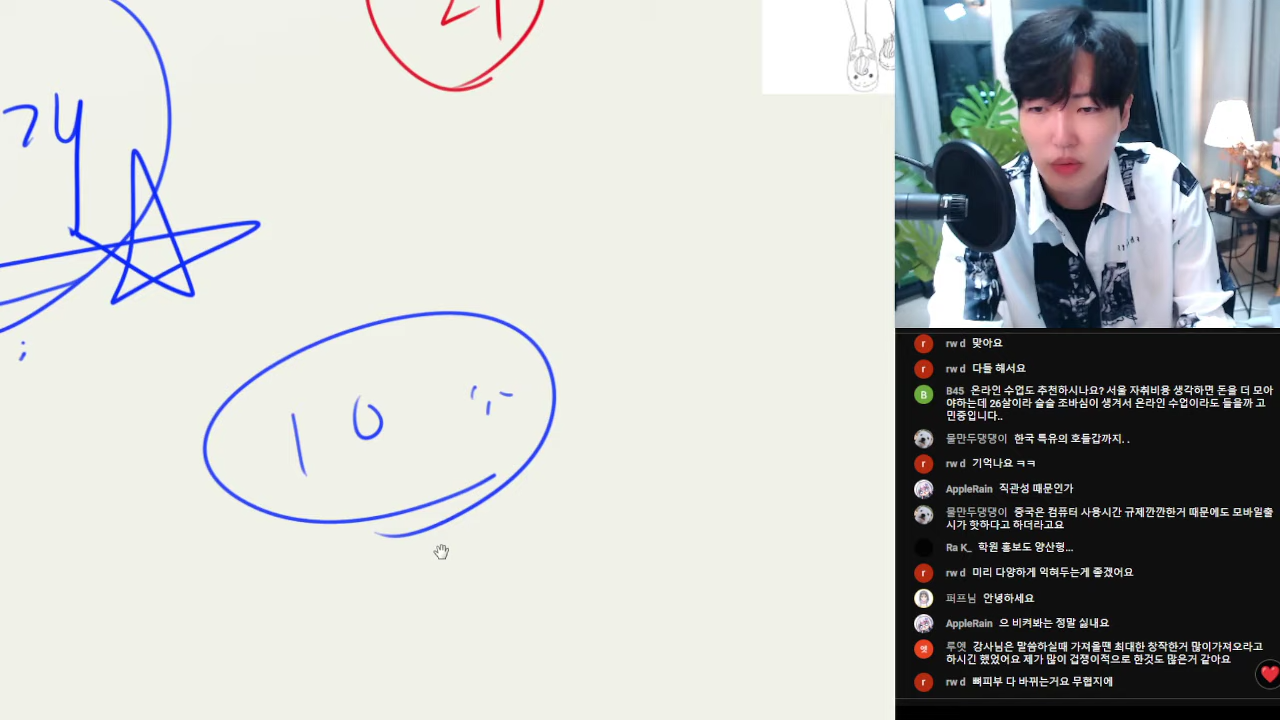 24
74
10
rw d 맞아요
rw d 다들 해서요
B45 온라인 수업도 추천하시나요? 서울 자취비용 생각하면 돈을 더 모아
야하는데 26살이라 슬슬 조바심이 생겨서 온라인 수업이라도 들을까 고
민중입니다..
물만두댕댕이 한국 특유의 호들갑까지. .
rw d 기억나요 ㅋㅋ
AppleRain 직관성 때문인가
물만두댕댕이 중국은 컴퓨터 사용시간 규제깐깐한거 때문에도 모바일출
시가 핫하다고 하더라고요
Ra K_ 학원 홍보도 양산형...
rw d 미리 다양하게 익혀두는게 좋겠어요
퍼프님 안녕하세요
AppleRain 으 비켜봐는 정말 싫내요
루엣 강사님은 말씀하실때 가져올땐 최대한 창작한거 많이가져오라고
하시긴 했었어요 제가 많이 겁쟁이적으로 한것도 많은거 같아요
rw d 뼈피부 다 바뀌는거요 무협지에